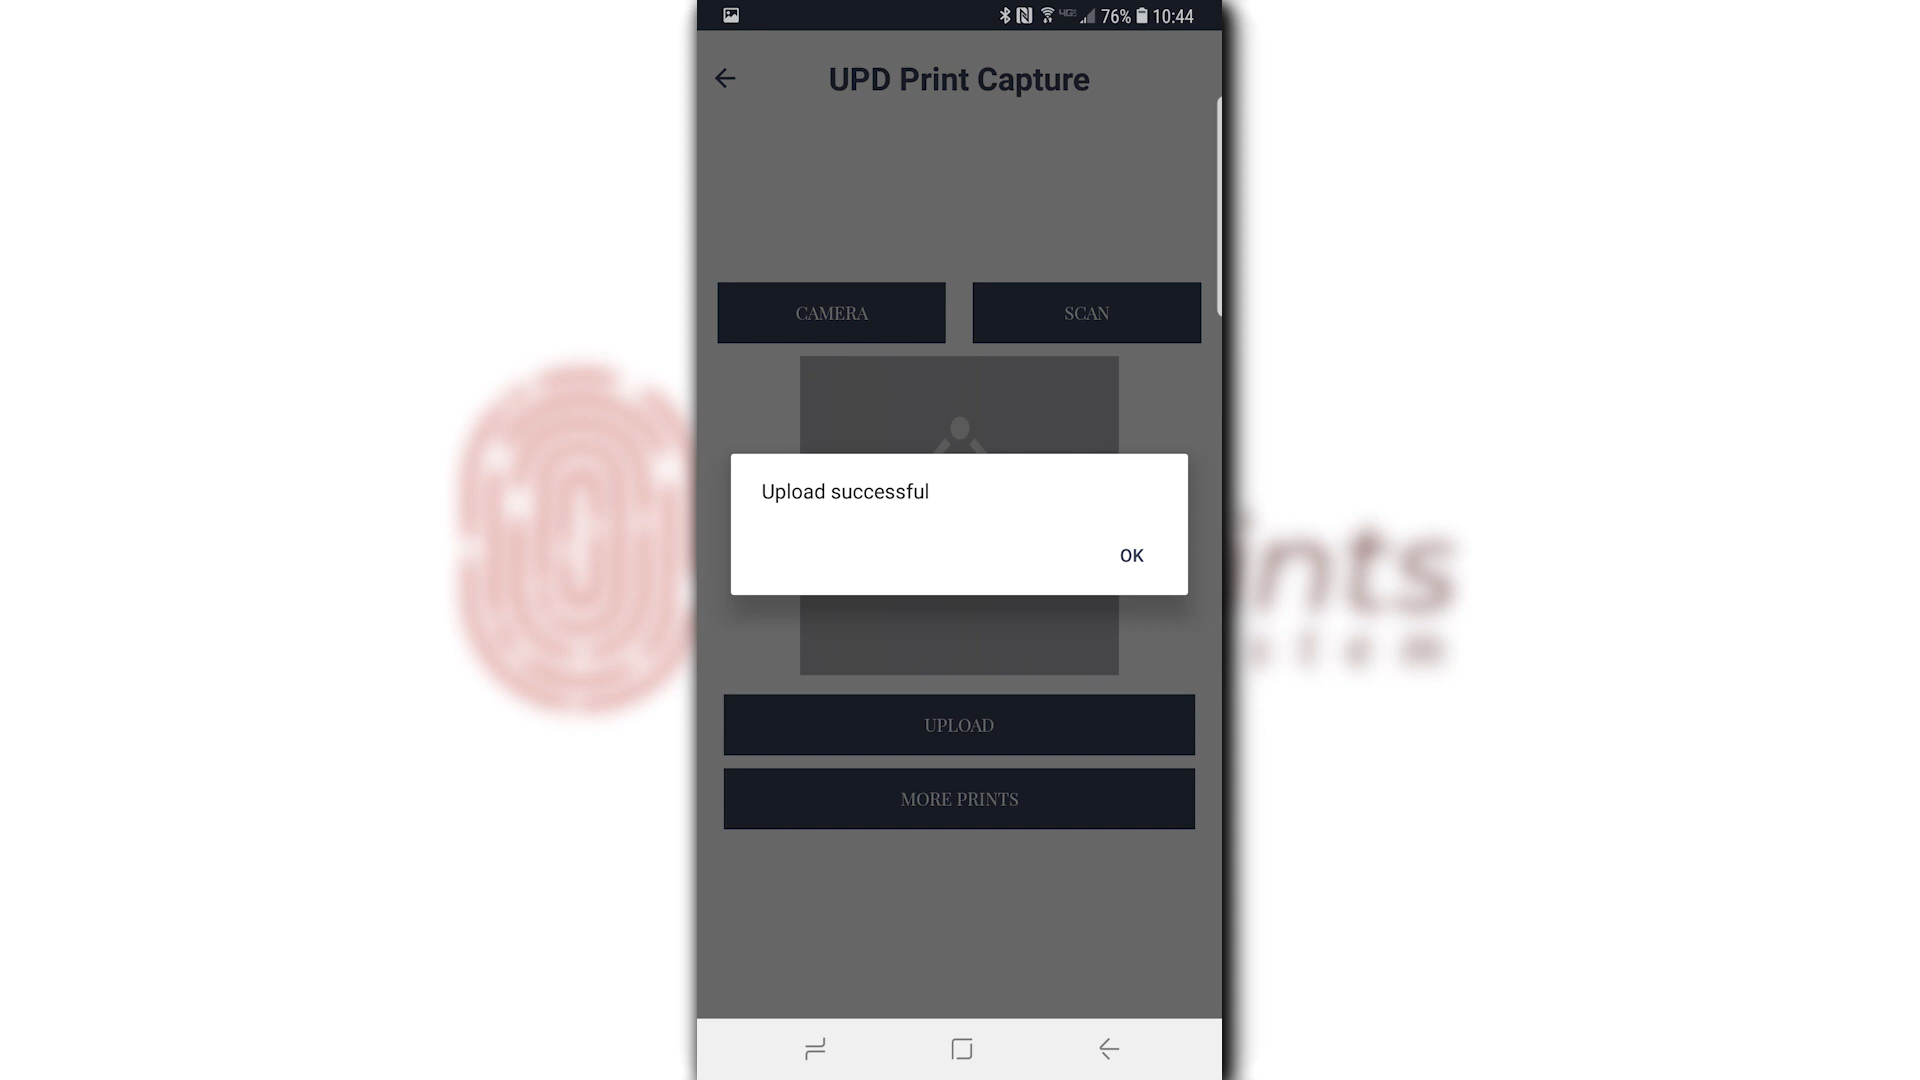 76% 10:44
UPD Print Capture
CAMERA
SCAN
Upload successful
OK
UPLOAD
MORE PRINTS